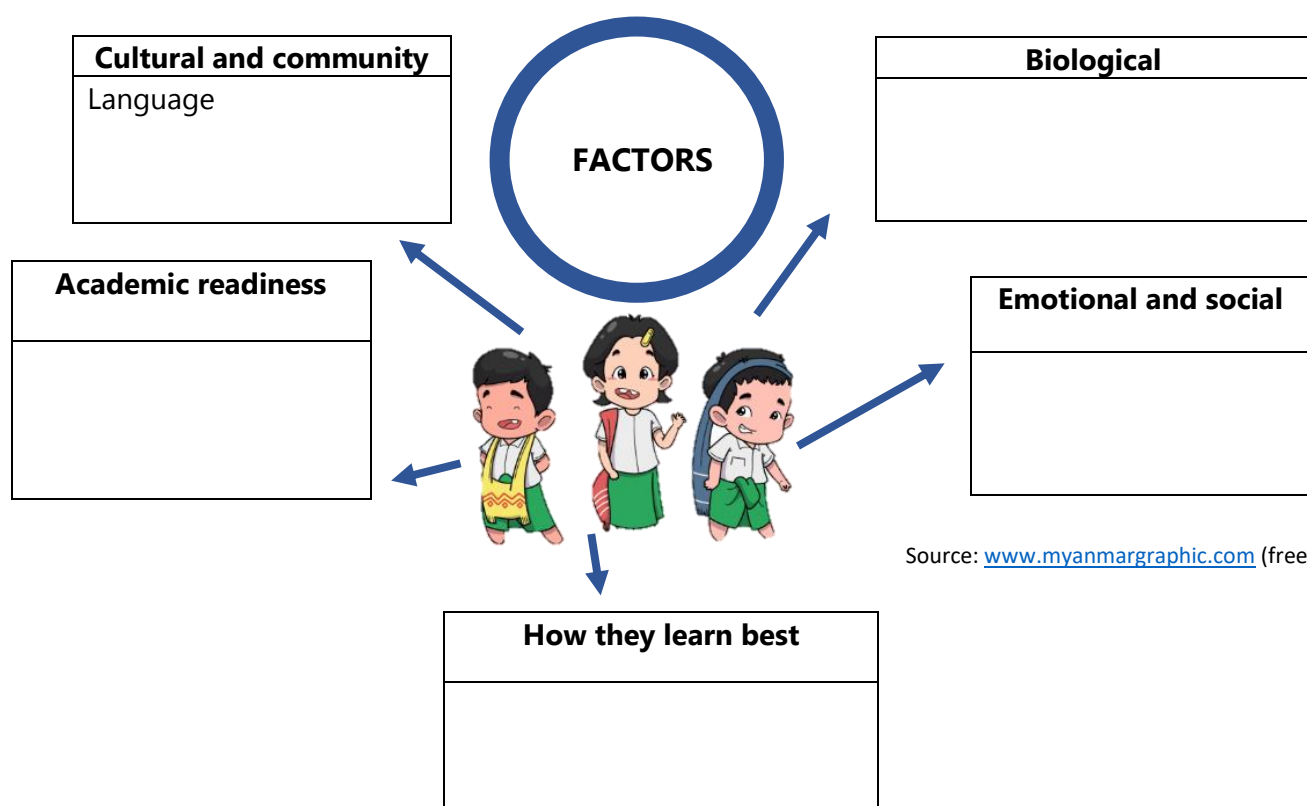 Cultural and community
Language
FACTORS
Biological
Academic readiness
Emotional and social
Source: www.myanmargraphic.com (free
How they learn best